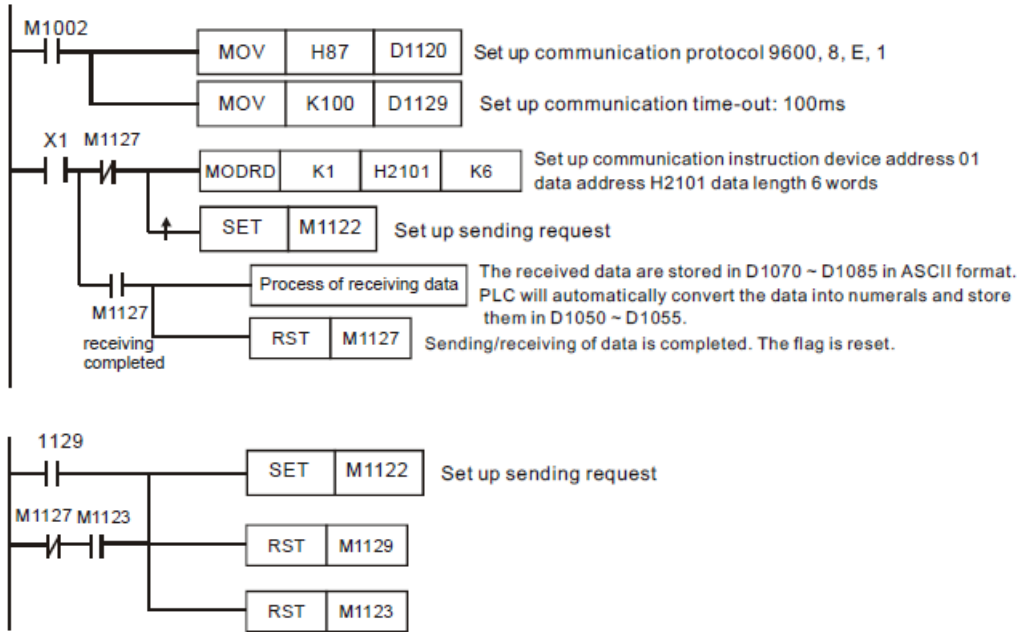 M1002
MOV H87 D1120 Set up communication protocol 9600, 8, E, 1
MOV K100 D1129 Set up communication time-out: 100ms
X1 M1127
MODRD K1 H2101 K6 Set up communication instruction device address 01
data address H2101 data length 6 words
SET M1122 Set up sending request
M1127
receiving
completed
Process of receiving data The received data are stored in D1070 ~ D1085 in ASCII format.
PLC will automatically convert the data into numerals and store
them in D1050 ~ D1055.
RST M1127 Sending/receiving of data is completed. The flag is reset.
1129
SET M1122 Set up sending request
M1127 M1123
RST M1129
RST M1123